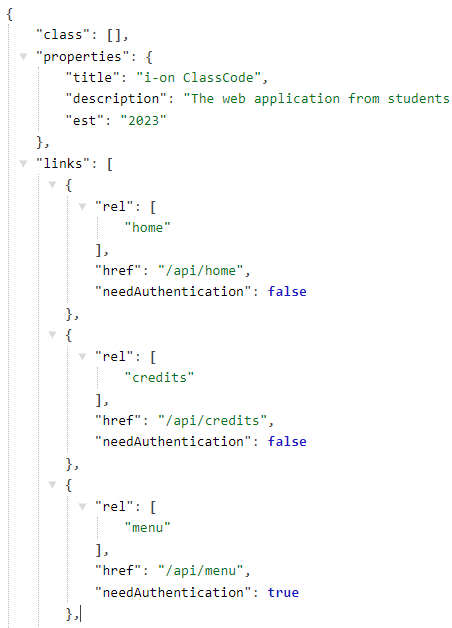 {
"class": [],
"properties": {
"title": "i-on ClassCode",
"description": "The web application from students
"est": "2023"
},
"links": [
{
"rel": [
"home"
],
"href": "/api/home",
"needAuthentication": false
},
{
"rel": [
"credits"
],
"href": "/api/credits",
"needAuthentication": false
},
{
"rel": [
"menu"
],
"href": "/api/menu",
"needAuthentication": true
},